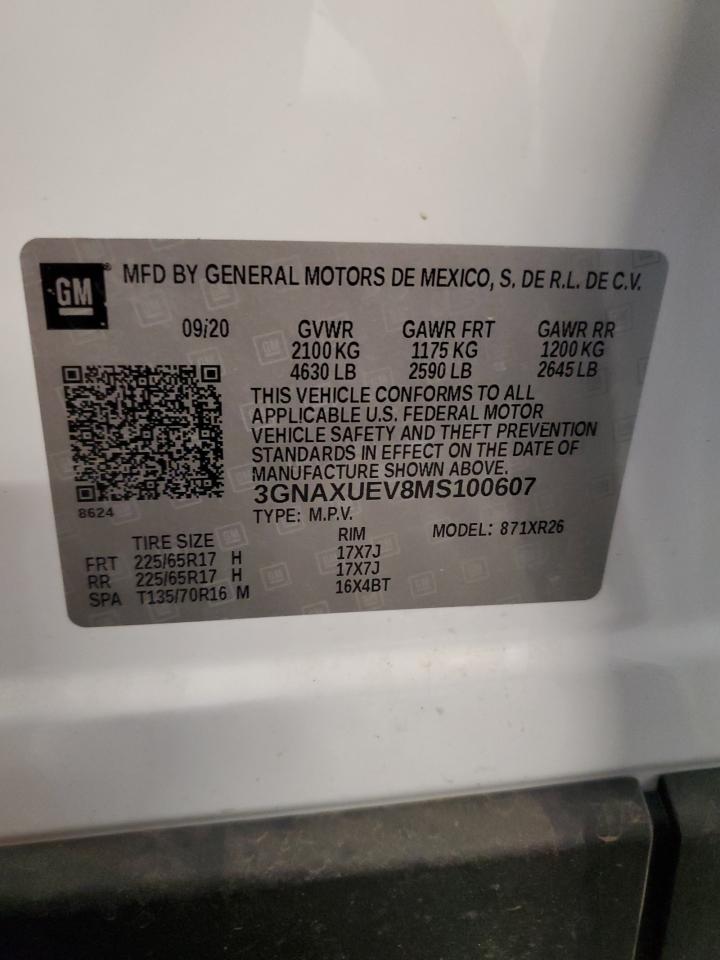 GM ® MFD BY GENERAL MOTORS DE MEXICO, S. DE R.L. DE C.V.
09/20 GVWR GAWR FRT GAWR RR
2100 KG 1175 KG 1200 KG
4630 LB 2590 LB 2645 LB
THIS VEHICLE CONFORMS TO ALL
APPLICABLE U.S. FEDERAL MOTOR
VEHICLE SAFETY AND THEFT PREVENTION
STANDARDS IN EFFECT ON THE DATE OF
MANUFACTURE SHOWN ABOVE.
3GNAXUEV8MS100607
8624
TYPE: M.P.V. MODEL: 871XR26
TIRE SIZE RIM
FRT 225/65R17 H 17X7J
RR 225/65R17 H 17X7J
SPA T135/70R16 M 16X4BT